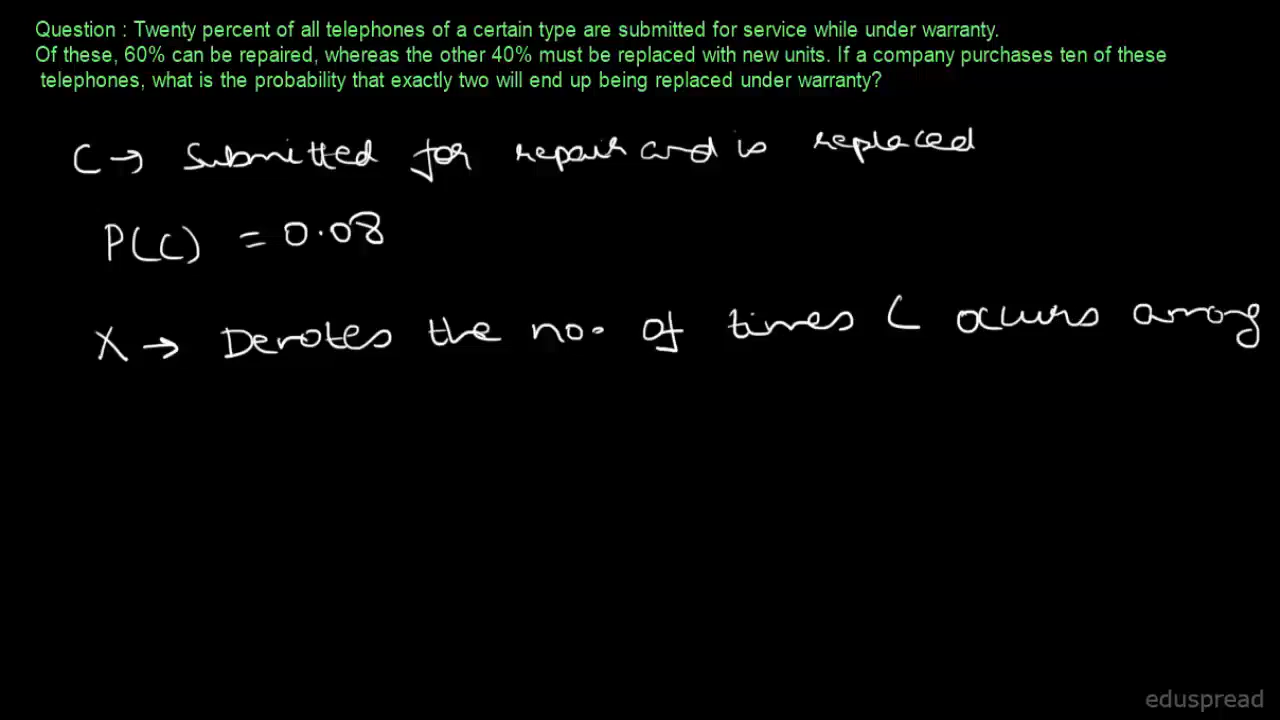 Question : Twenty percent of all telephones of a certain type are submitted for service while under warranty.
Of these, 60% can be repaired, whereas the other 40% must be replaced with new units. If a company purchases ten of these
telephones, what is the probability that exactly two will end up being replaced under warranty?
C → Submitted for repair and is replaced
P(C) = 0.08
X → Denotes the no. of times C occurs among
eduspread